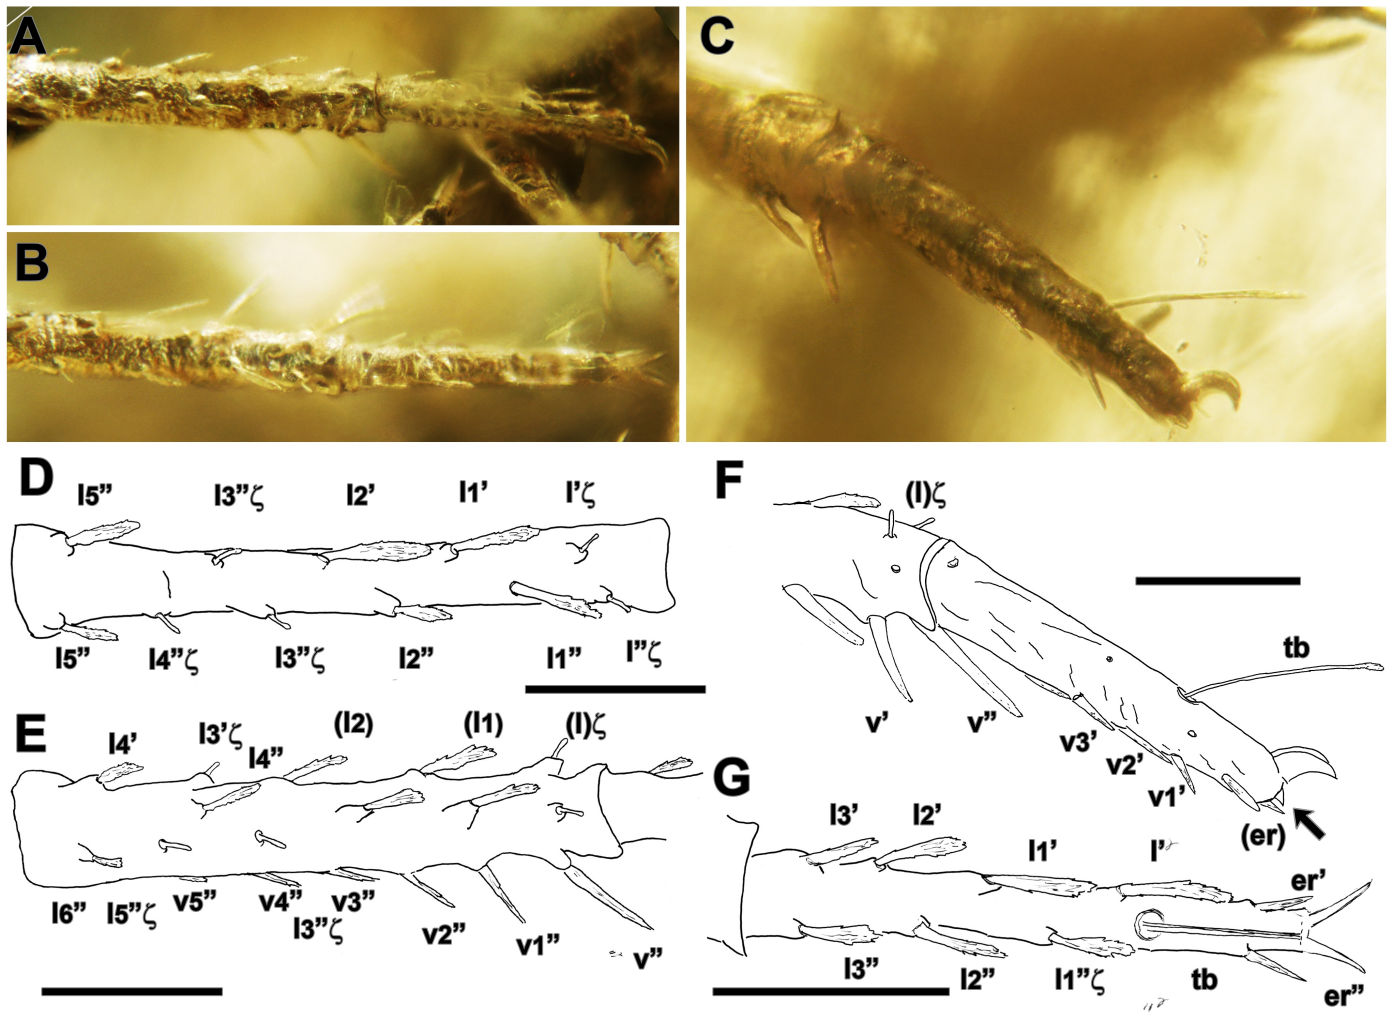 A
B
C
D
l5” l3”ζ l2’ l1’ l’ζ
l5” l4”ζ l3”ζ l2” l1” l”ζ
E
l4’ l3’ζ l4” (l2) (l1) (l)ζ
l6” l5”ζ v5” v4” l3”ζ v3” v2” v1” v”
F
(l)ζ
tb
v’ v” v3’ v2’ v1’ (er)
G
l3’ l2’ l1’ l’ er’
l3” l2” l1”ζ tb er”